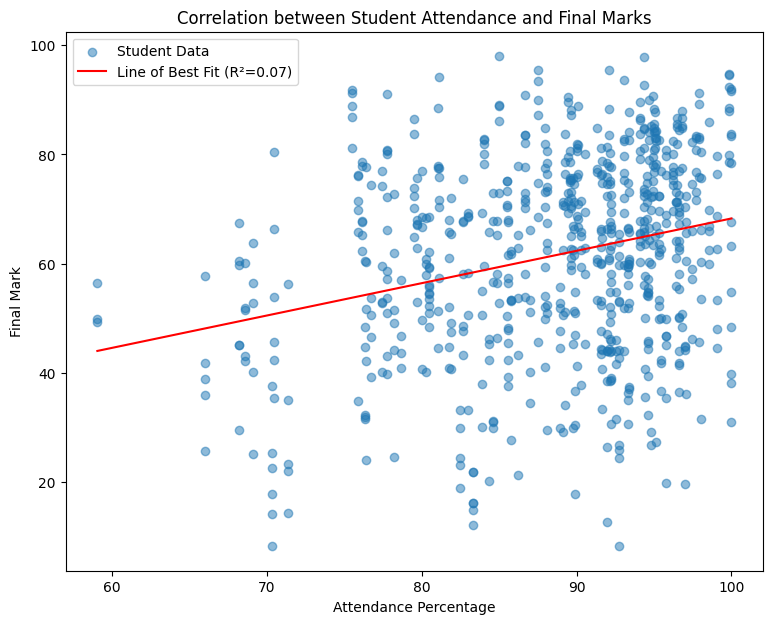 Correlation between Student Attendance and Final Marks
Student Data
Line of Best Fit (R²=0.07)
Final Mark
100
80
60
40
20
60
70
80
90
100
Attendance Percentage